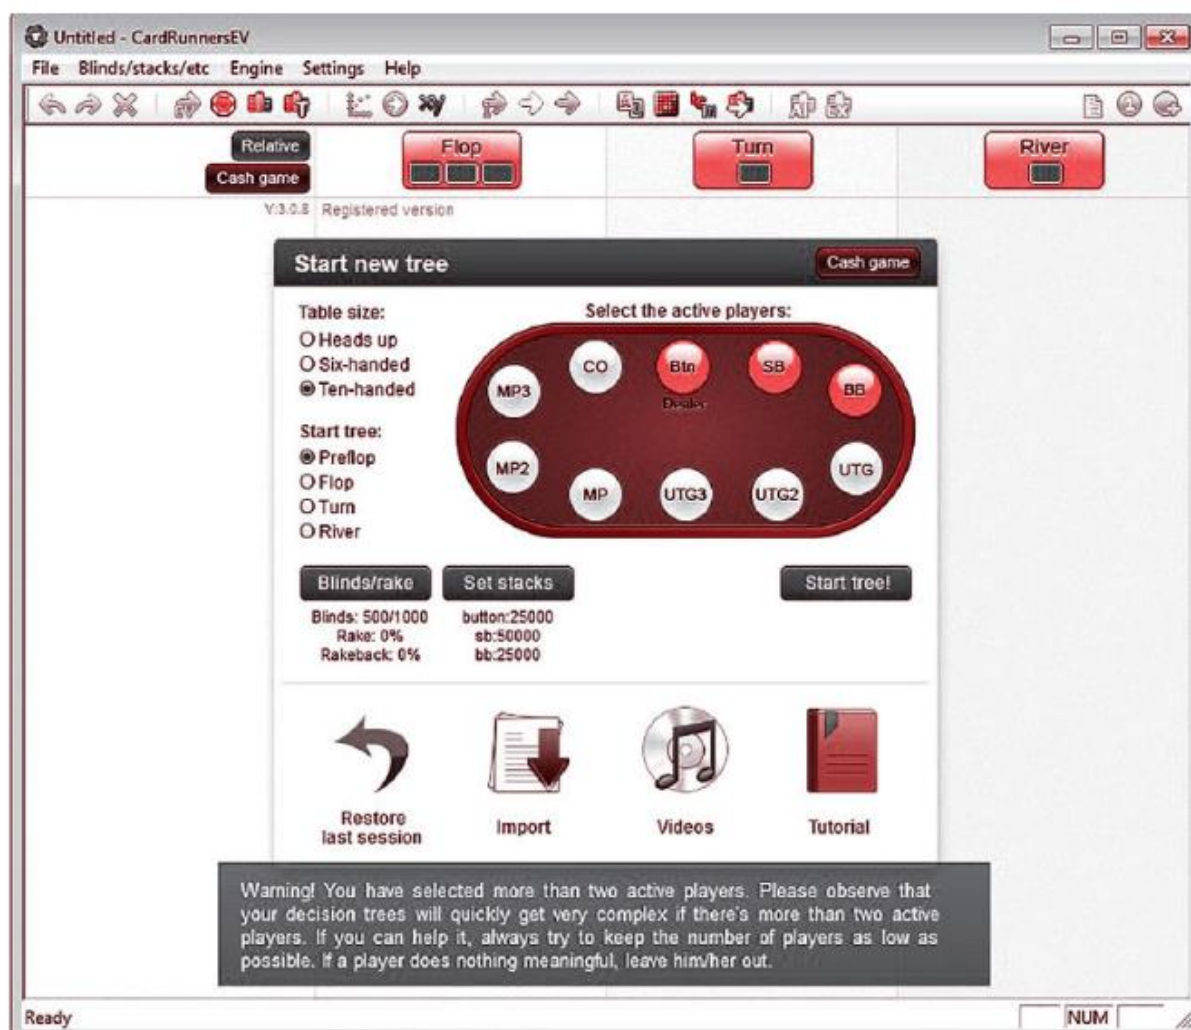 Untitled - CardRunnersEV
File Blinds/stacks/etc Engine Settings Help
Relative
Cash game
Flop
Turn
River
V:3.0.8 Registered version
Start new tree
Cash game
Table size:
Heads up
Six-handed
Ten-handed
Start tree:
Preflop
Flop
Turn
River
Select the active players:
CO
Btn
SB
MP3
BB
Dealer
MP2
UTG
MP
UTG3
UTG2
Blinds/rake
Set stacks
Start tree!
Blinds: 500/1000
Rake: 0%
Rakeback: 0%
button:25000
sb:50000
bb:25000
Restore
last session
Import
Videos
Tutorial
Warning! You have selected more than two active players. Please observe that
your decision trees will quickly get very complex if there's more than two active
players. If you can help it, always try to keep the number of players as low as
possible. If a player does nothing meaningful, leave him/her out.
Ready
NUM